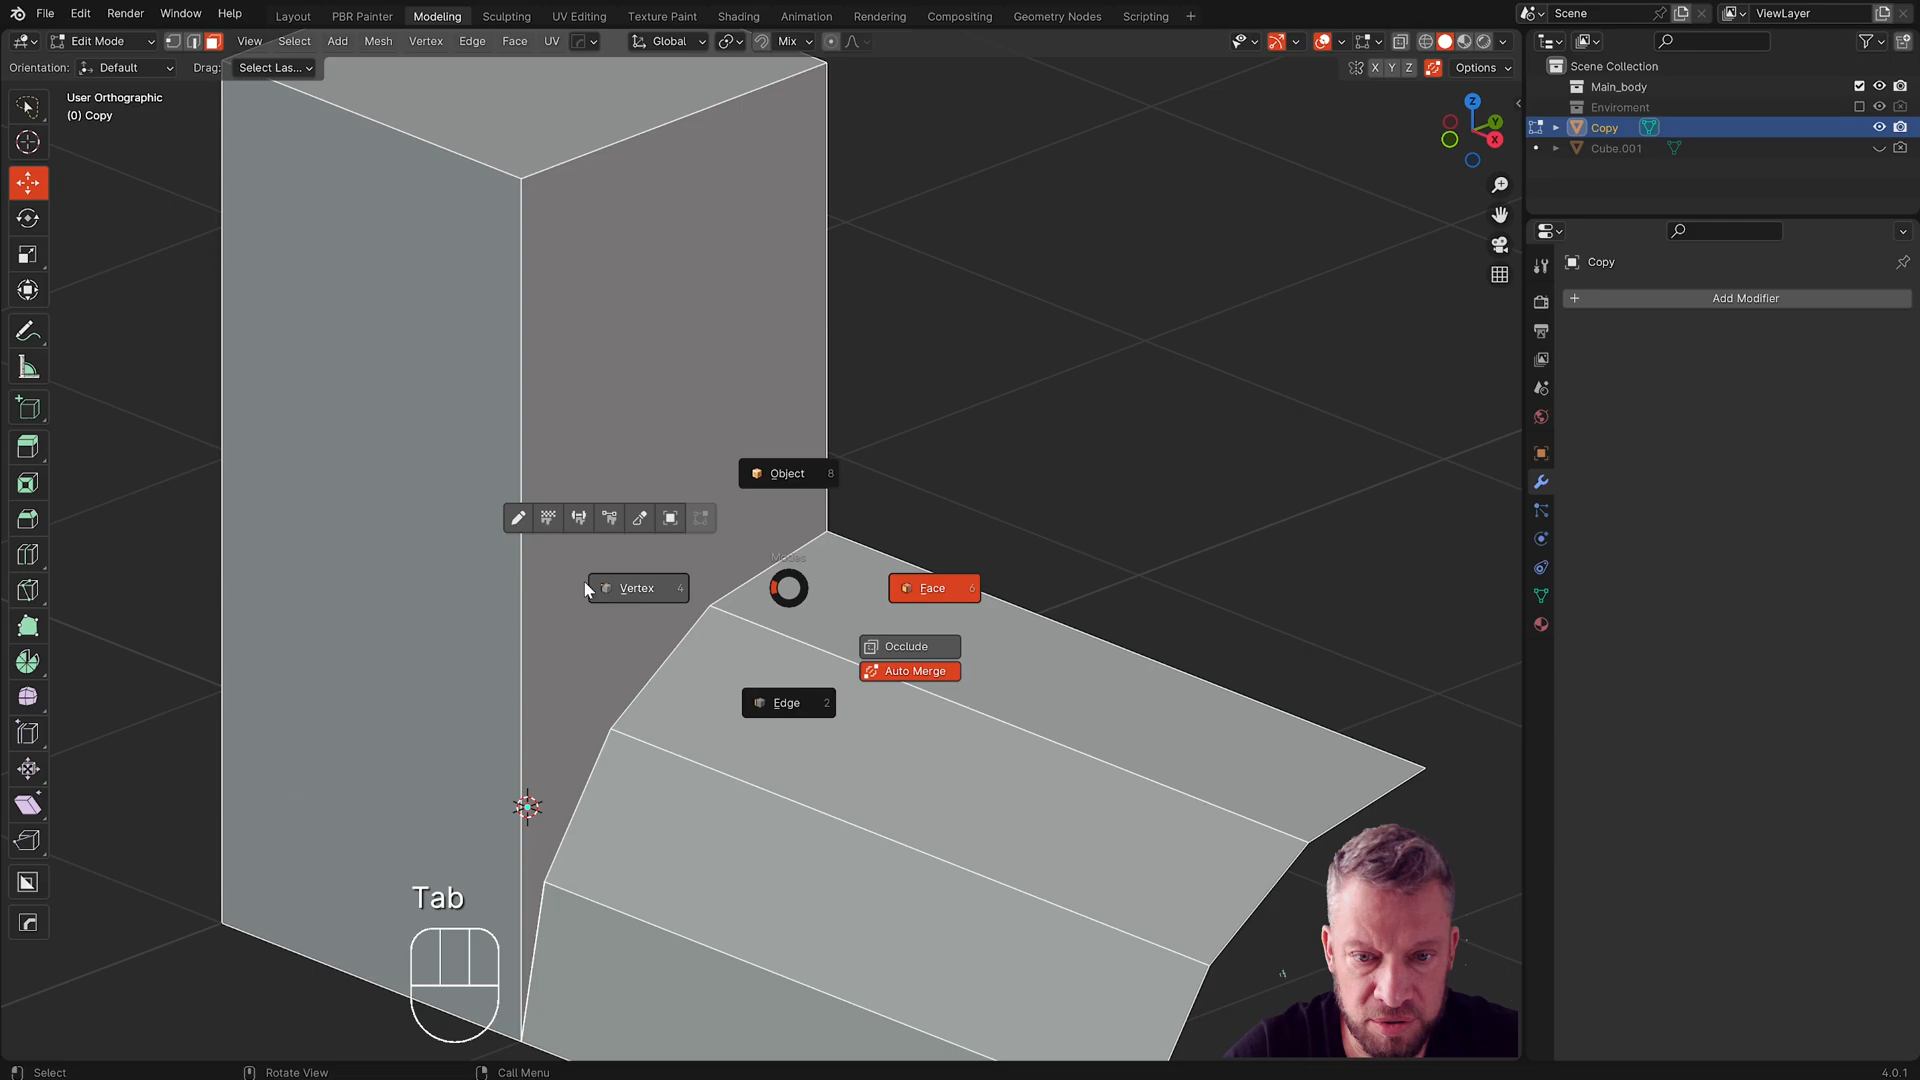 File Edit Render Window Help Layout PBR Painter Modeling Sculpting UV Editing Texture Paint Shading Animation Rendering Compositing Geometry Nodes Scripting + Scene ViewLayer
Edit Mode View Select Add Mesh Vertex Edge Face UV Global Mix
Orientation: Default Drag: Select Las... X Y Z Options
User Orthographic
(0) Copy
Z
Y
X
Scene Collection
Main_body
Enviroment
Copy
Cube.001
Copy
+ Add Modifier
Object 8
Modes
Vertex 4
Face 6
Occlude
Auto Merge
Edge 2
Tab
Select Rotate View Call Menu 4.0.1